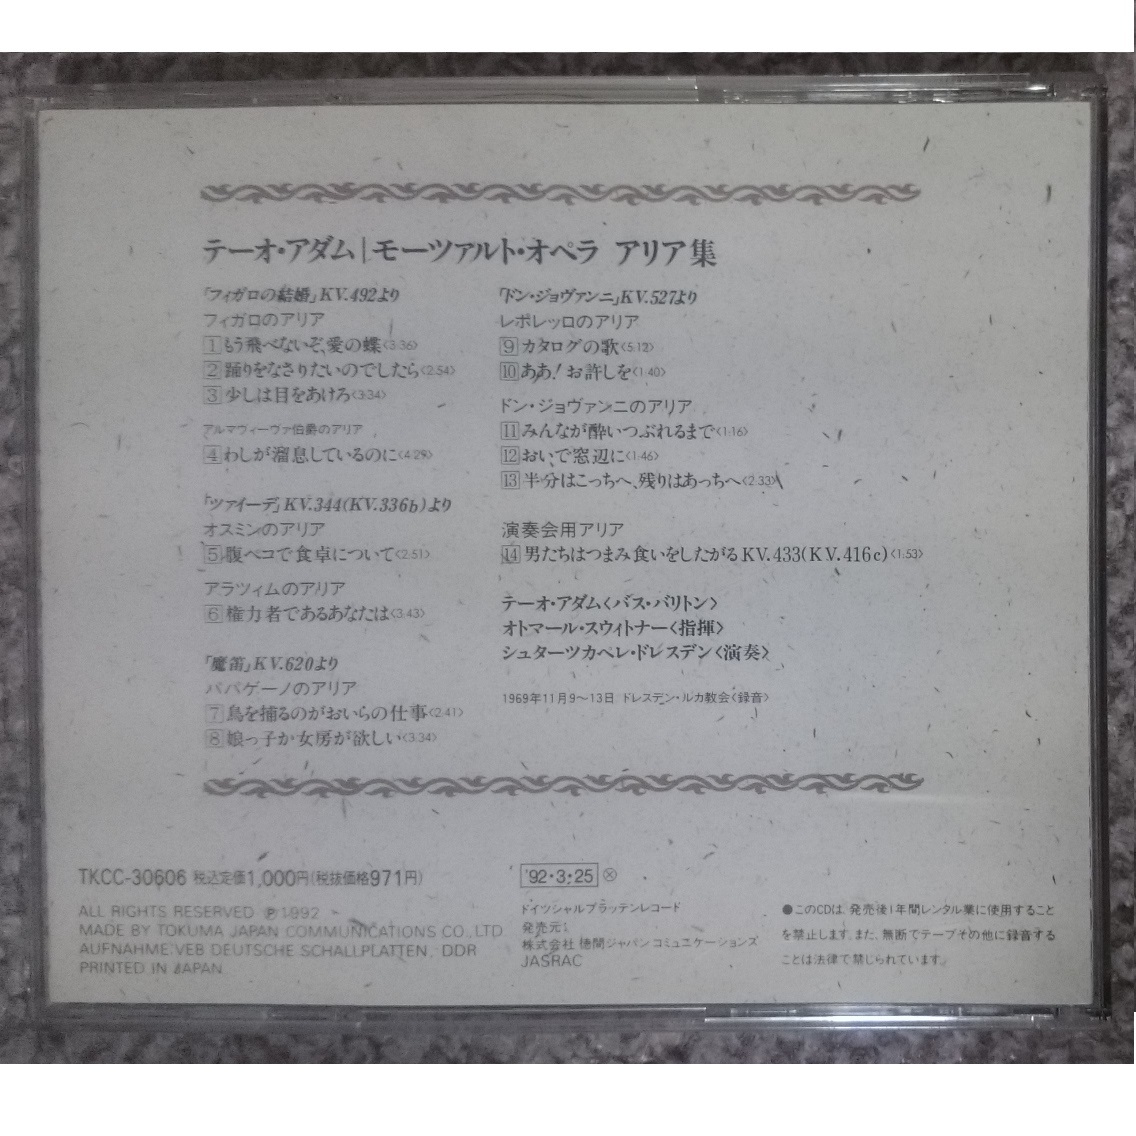 テーオ・アダム|モーツァルト・オペラ アリア集
「フィガロの結婚」KV.492より
フィガロのアリア
1 もう飛べないぞ、愛の蝶<3:36>
2 踊りをなさりたいのでしたら<2:54>
3 少しは目をあけろ<3:34>
アルマヴィーヴァ伯爵のアリア
4 わしが溜息しているのに<4:29>
「ツァイーデ」KV.344(KV.336b)より
オスミンのアリア
5 腹ペコで食卓について<2:51>
アラツィムのアリア
6 権力者であるあなたは<3:43>
「魔笛」KV.620より
パパゲーノのアリア
7 鳥を捕るのがおいらの仕事<2:41>
8 娘っ子か女房が欲しい<3:34>
「ドン・ジョヴァンニ」KV.527より
レポレッロのアリア
9 カタログの歌<5:12>
10 ああ!お許しを<1:40>
ドン・ジョヴァンニのアリア
11 みんなが酔いつぶれるまで<1:16>
12 おいで窓辺に<1:46>
13 半分はこっちへ、残りはあっちへ<2:33>
演奏会用アリア
14 男たちはつまみ食いをしたがるKV.433(KV.416c)<1:53>
テーオ・アダム<バス・バリトン>
オトマール・スウィトナー<指揮>
シュターツカペレ・ドレスデン<演奏>
1969年11月9〜13日 ドレスデン・ルカ教会<録音>
TKCC-30606 税込定価1,000円(税抜価格971円)
ALL RIGHTS RESERVED ℗1992
MADE BY TOKUMA JAPAN COMMUNICATIONS CO., LTD
AUFNAHME:VEB DEUTSCHE SCHALLPLATTEN, DDR
PRINTED IN JAPAN
'92・3・25 Ⓧ
ドイツシャルプラッテンレコード
発売元:
株式会社 徳間ジャパンコミュニケーションズ
JASRAC
●このCDは、発売後1年間レンタル業に使用すること
を禁止します。また、無断でテープその他に録音する
ことは法律で禁じられています。